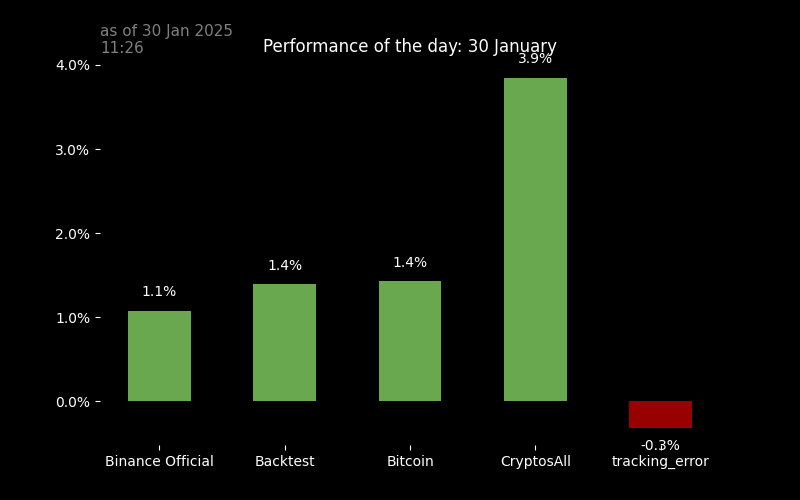 as of 30 Jan 2025
11:26
Performance of the day: 30 January
4.0%
3.0%
2.0%
1.0%
0.0%
1.1%
1.4%
1.4%
3.9%
-0.3%
Binance Official
Backtest
Bitcoin
CryptosAll
tracking_error